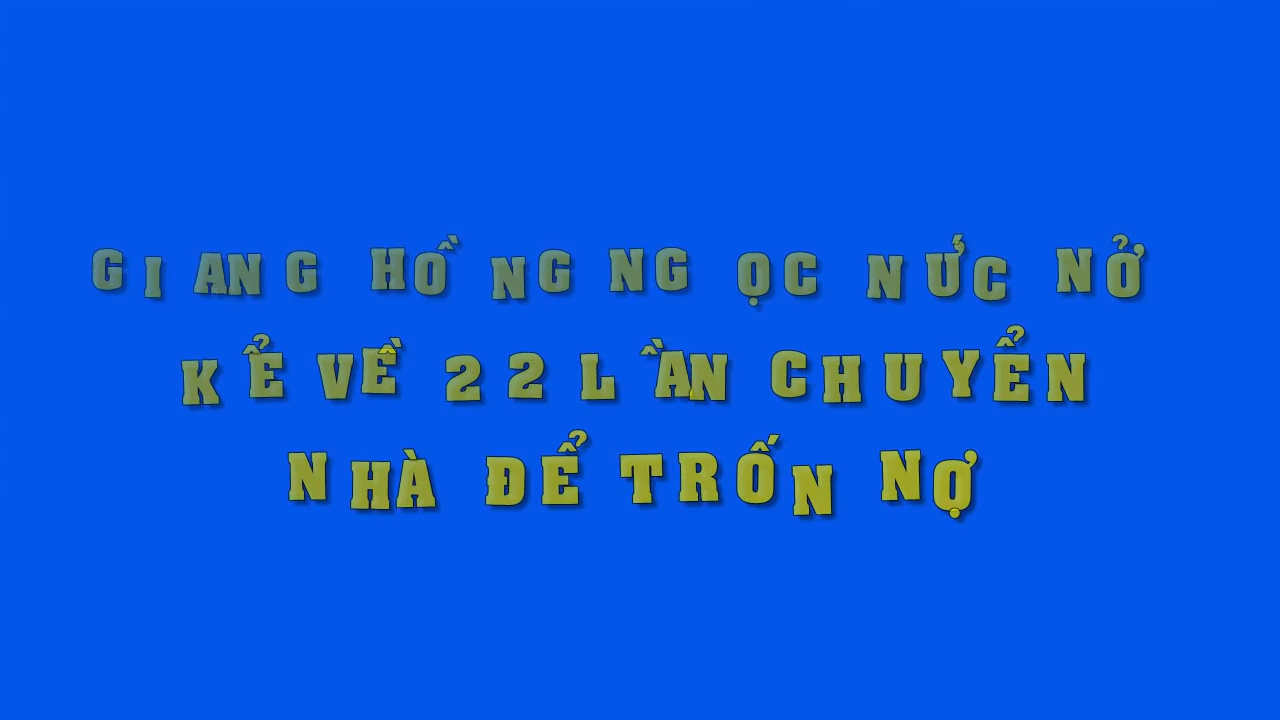 GIANG HỒNG NGỌC NỨC NỞ
KỂ VỀ 22 LẦN CHUYỂN
NHÀ ĐỂ TRỐN NỢ